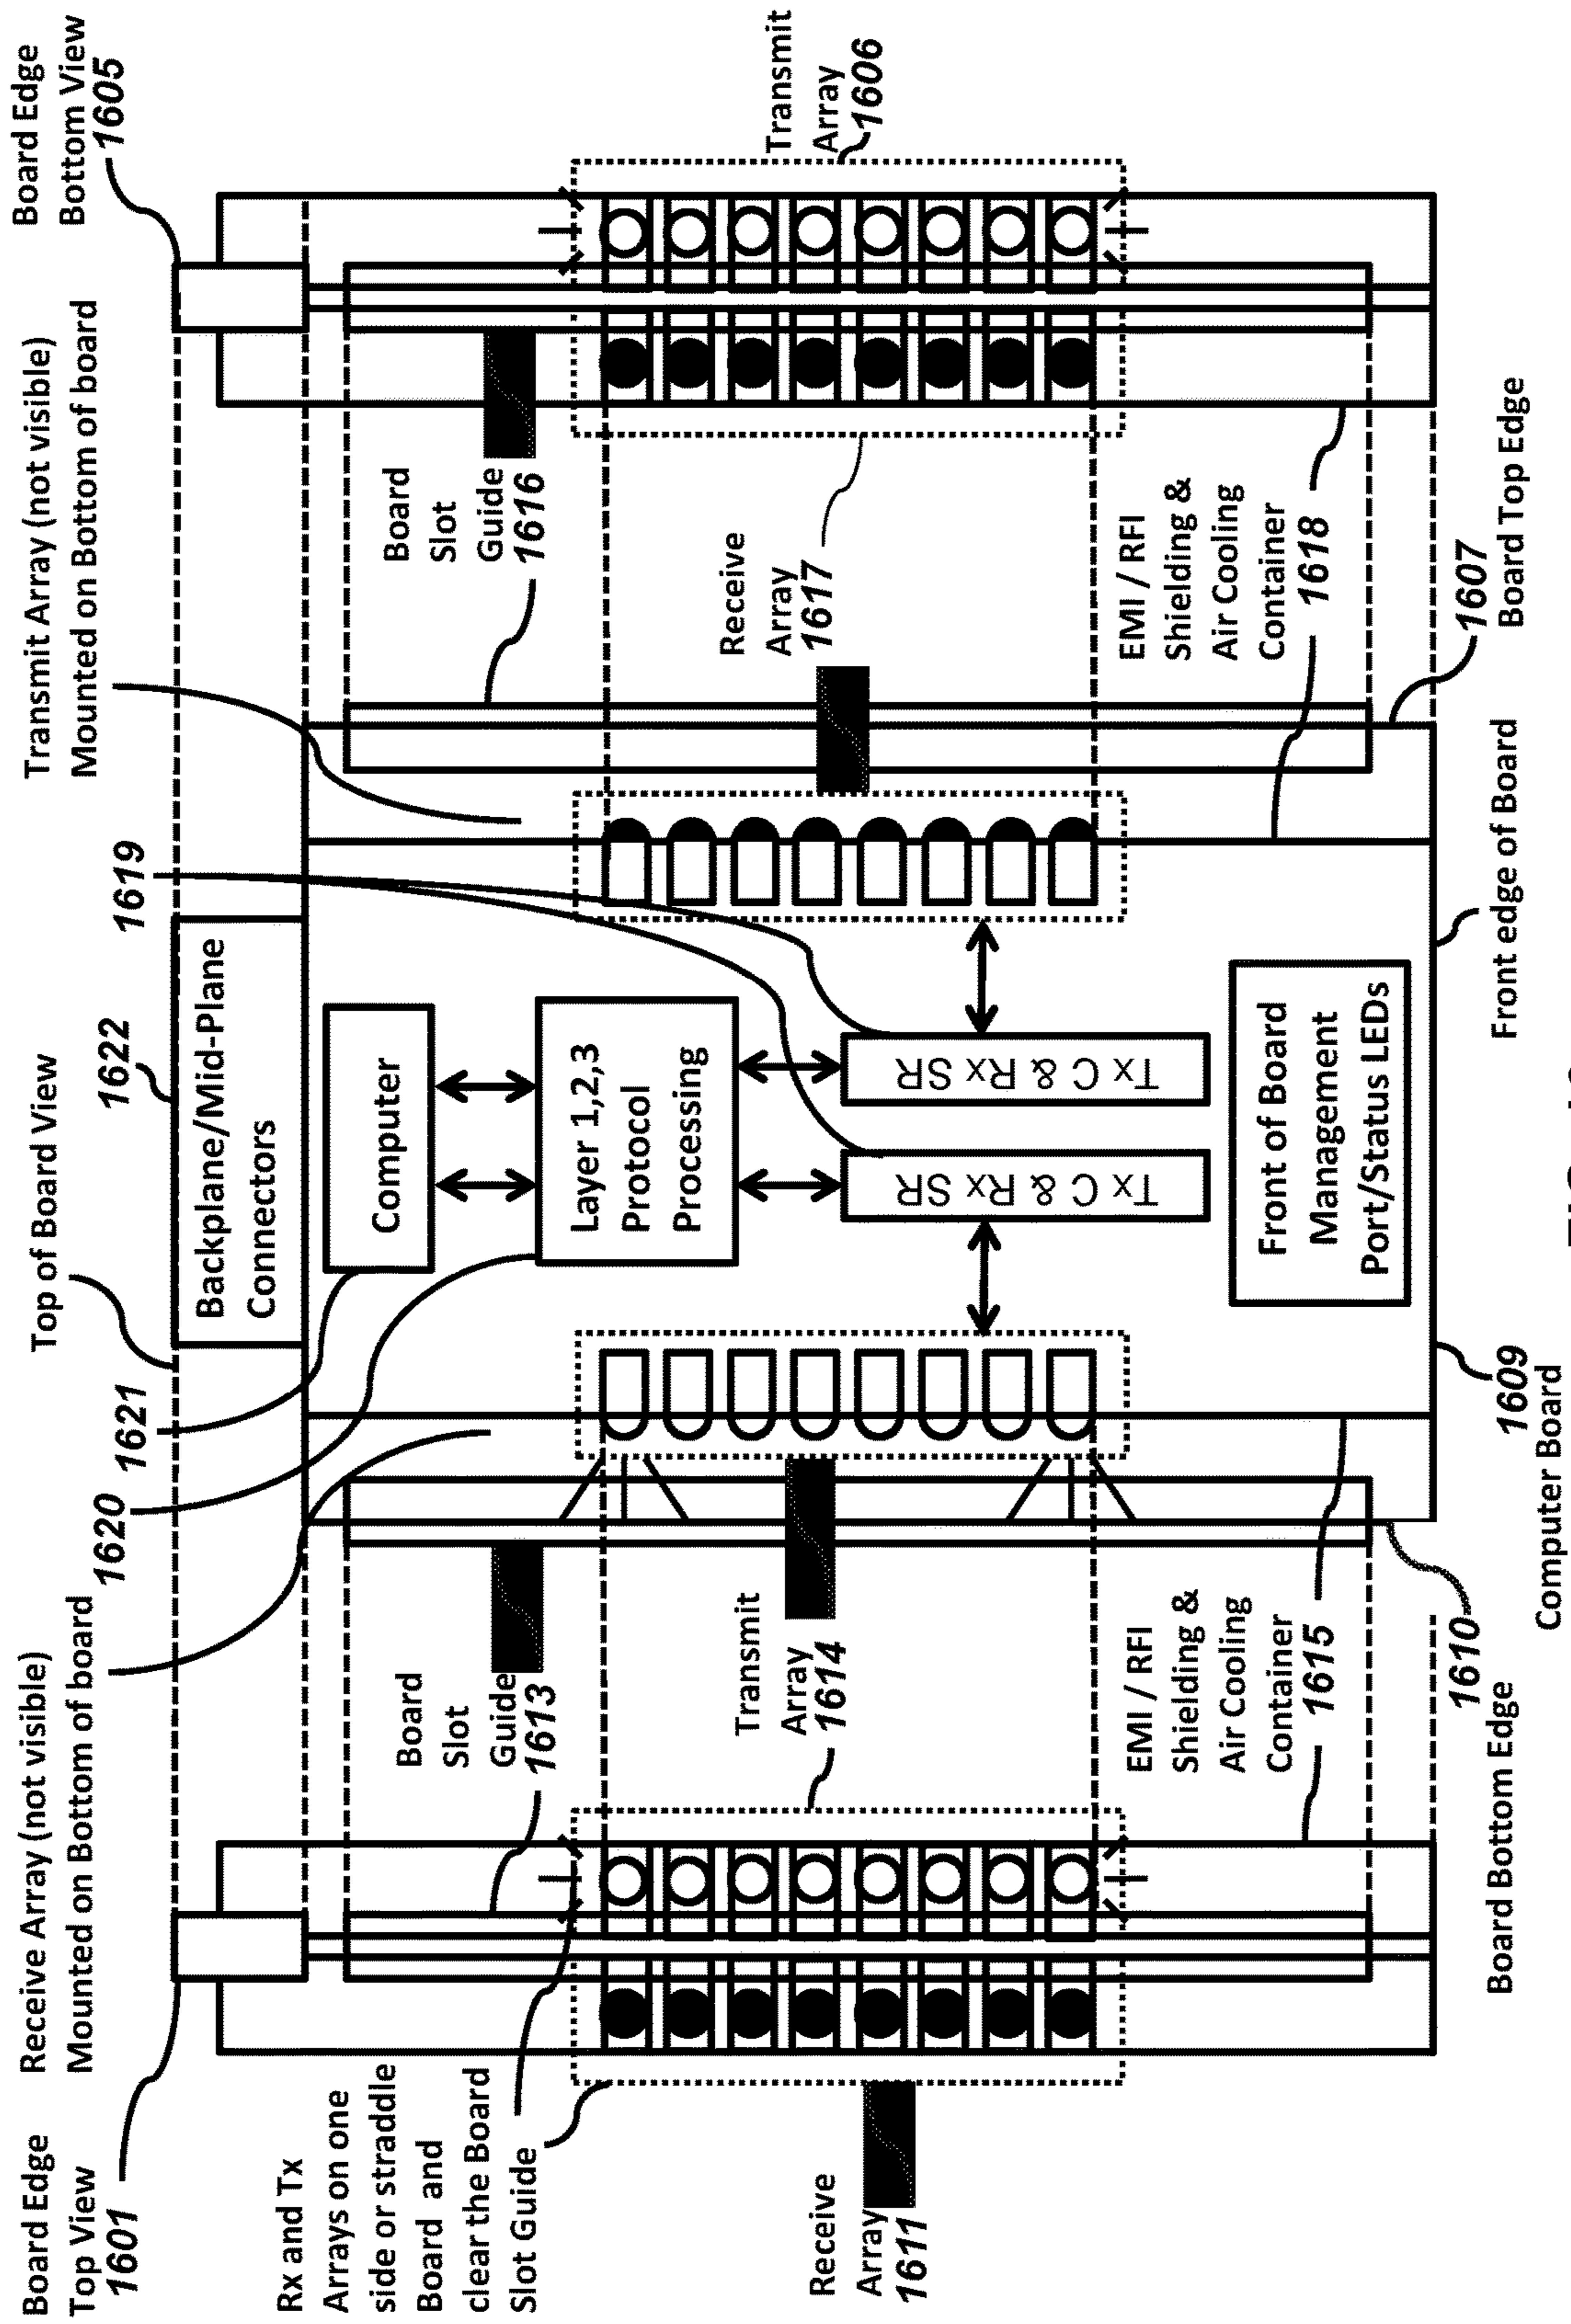 Board Edge
Top View
1601
Receive Array (not visible)
Mounted on Bottom of board
Top of Board View
Transmit Array (not visible)
Mounted on Bottom of board
Board Edge
Bottom View
1605
1620
1621
1622
1619
Backplane/Mid-Plane
Connectors
Computer
Layer 1,2,3
Protocol
Processing
Tx C & Rx SR
Tx C & Rx SR
Front of Board
Management
Port/Status LEDs
Rx and Tx
Arrays on one
side or straddle
Board and
clear the Board
Slot Guide
Board
Slot
Guide
1613
Board
Slot
Guide
1616
Receive
Array
1611
Transmit
Array
1614
Receive
Array
1617
Transmit
Array
1606
EMI / RFI
Shielding &
Air Cooling
Container
1615
EMI / RFI
Shielding &
Air Cooling
Container
1618
Board Bottom Edge
1610
1609
Computer Board
Front edge of Board
1607
Board Top Edge